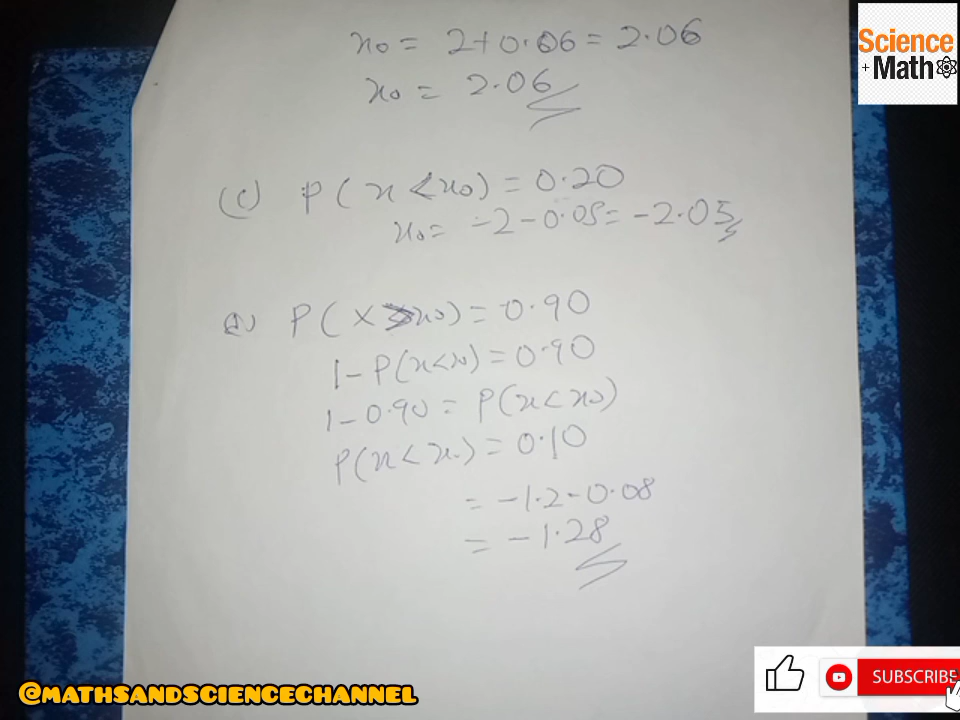 x₀ = 2+0.06 = 2.06
x₀ = 2.06
(c) P(x < x₀) = 0.20
x₀ = -2-0.05 = -2.05
P(X > x₀) = 0.90
1-P(x<x₀) = 0.90
1-0.90 = P(x<x₀)
P(x<x₀) = 0.10
= -1.2-0.08
= -1.28
Science
+Math
@MATHSANDSCIENCECHANNEL
SUBSCRIBE